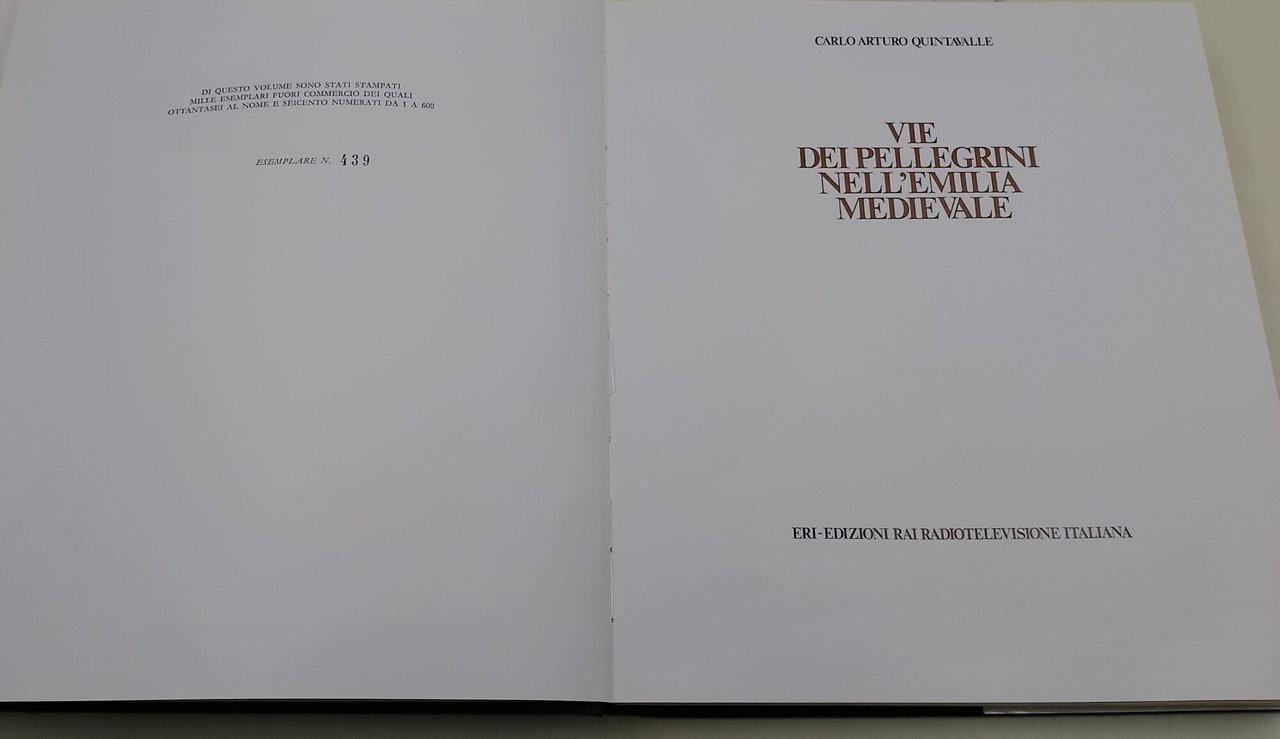 DI QUESTO VOLUME SONO STATI STAMPATI
MILLE ESEMPLARI FUORI COMMERCIO DEI QUALI
OTTANTASEI AL NOME E SEICENTO NUMERATI DA 1 A 600
ESEMPLARE N. 439
CARLO ARTURO QUINTAVALLE
VIE
DEI PELLEGRINI
NELL'EMILIA
MEDIEVALE
ERI-EDIZIONI RAI RADIOTELEVISIONE ITALIANA